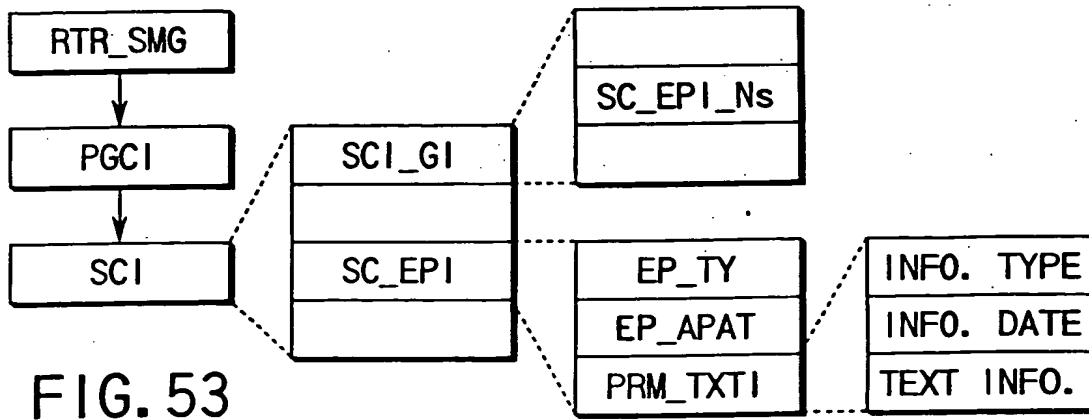 RTR_SMG
PGCI
SCI
SCI_GI
SC_EPI
SC_EPI_Ns
EP_TY
EP_APAT
PRM_TXTI
INFO. TYPE
INFO. DATE
TEXT INFO.
FIG. 53